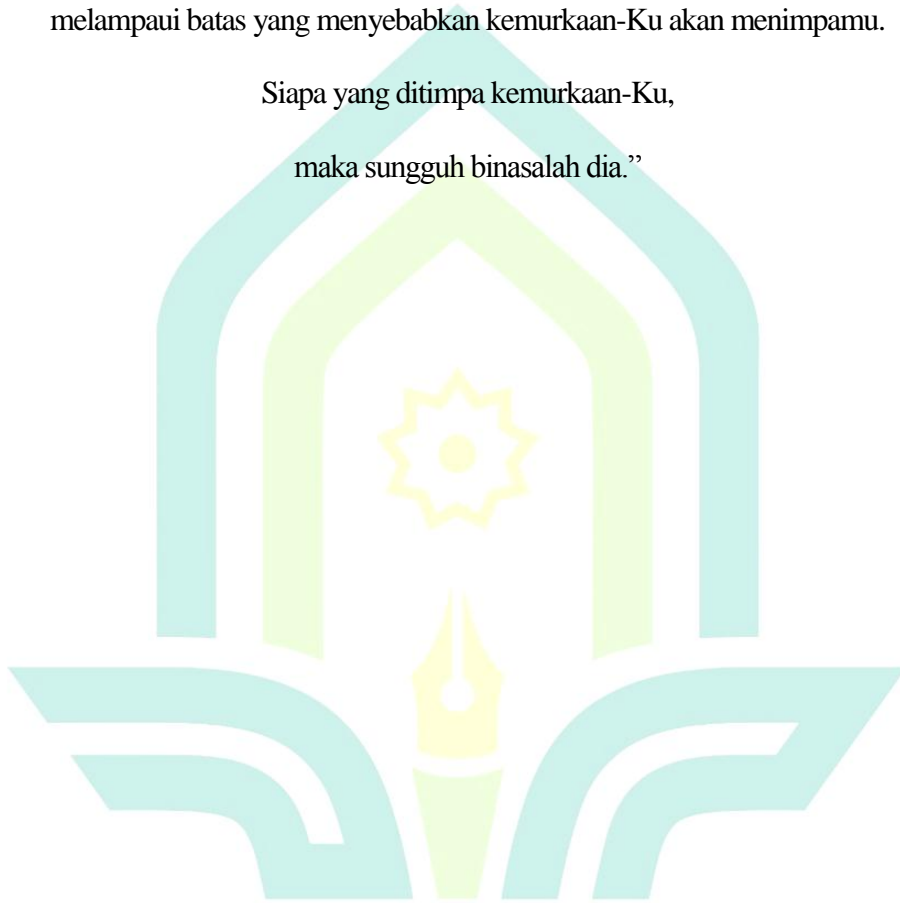 melampaui batas yang menyebabkan kemurkaan-Ku akan menimpamu.
Siapa yang ditimpa kemurkaan-Ku,
maka sungguh binasalah dia.”